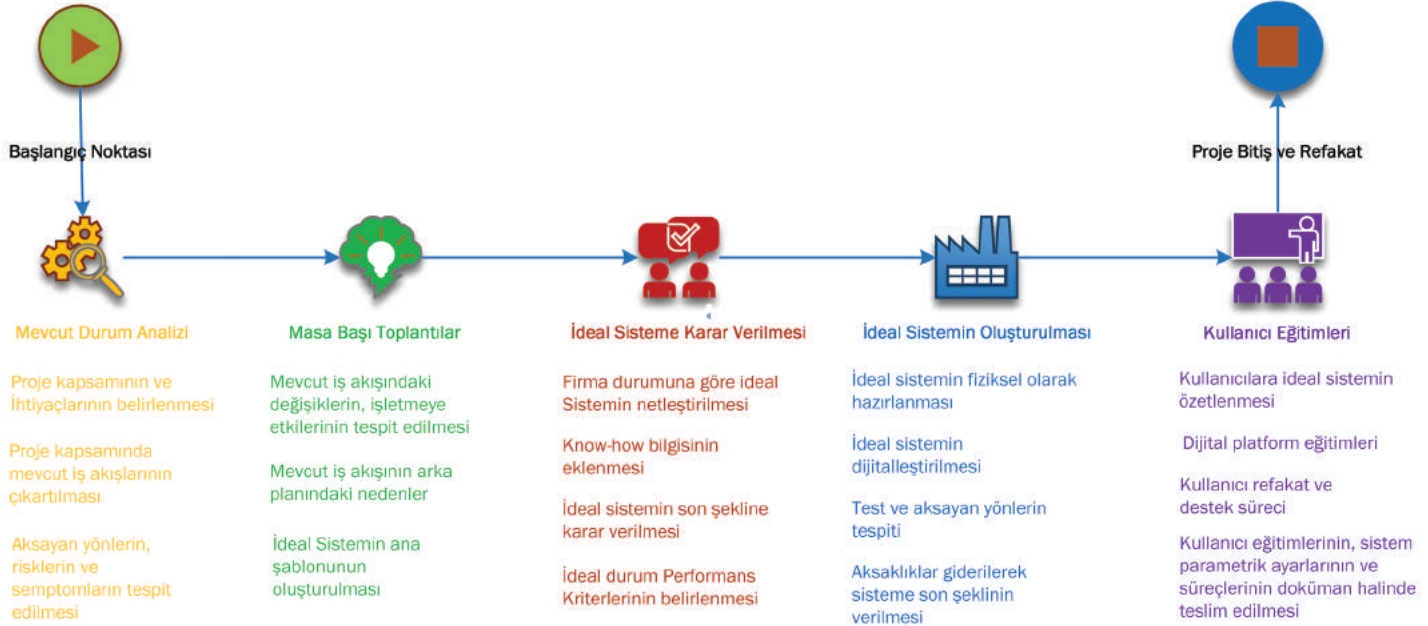 Başlangıç Noktası
Proje Bitiş ve Refakat
Mevcut Durum Analizi
Proje kapsamının ve
İhtiyaçlarının belirlenmesi
Proje kapsamında
mevcut iş akışlarının
çıkartılması
Aksayan yönlerin,
risklerin ve
semptomların tespit
edilmesi
Masa Başı Toplantılar
Mevcut iş akışındaki
değişiklerin, işletmeye
etkilerinin tespit edilmesi
Mevcut iş akışının arka
planındaki nedenler
İdeal Sistemin ana
şablonunun
oluşturulması
İdeal Sisteme Karar Verilmesi
Firma durumuna göre ideal
Sistemin netleştirilmesi
Know-how bilgisinin
eklenmesi
İdeal sistemin son şekline
karar verilmesi
İdeal durum Performans
Kriterlerinin belirlenmesi
İdeal Sistemin Oluşturulması
İdeal sistemin fiziksel olarak
hazırlanması
İdeal sistemin
dijitalleştirilmesi
Test ve aksayan yönlerin
tespiti
Aksaklıklar giderilerek
sisteme son şeklinin
verilmesi
Kullanıcı Eğitimleri
Kullanıcılara ideal sistemin
özetlenmesi
Dijital platform eğitimleri
Kullanıcı refakat ve
destek süreci
Kullanıcı eğitimlerinin, sistem
parametrik ayarlarının ve
süreçlerinin doküman halinde
teslim edilmesi